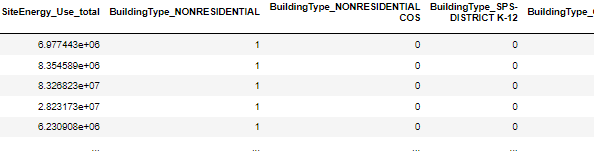 SiteEnergy_Use_total BuildingType_NONRESIDENTIAL BuildingType_NONRESIDENTIAL COS BuildingType_SPS-DISTRICT K-12 BuildingType_
6.977443e+06 1 0 0
8.354589e+06 1 0 0
8.326823e+07 1 0 0
2.823173e+07 1 0 0
6.230908e+06 1 0 0
... ... ... ...